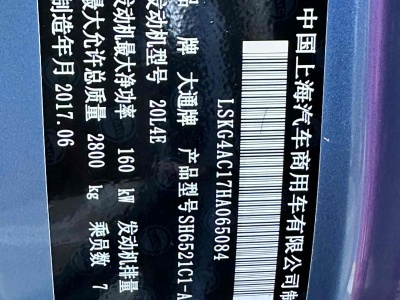 中国上海汽车商用车有限公司制
LSKG4AC17HA065084
品牌 大通牌 产品型号SH6521C1-A
发动机型号 20L4E
发动机最大净功率 160 kW 发动机排量
最大允许总质量 2800 kg 乘员数 7
制造年月 2017.06